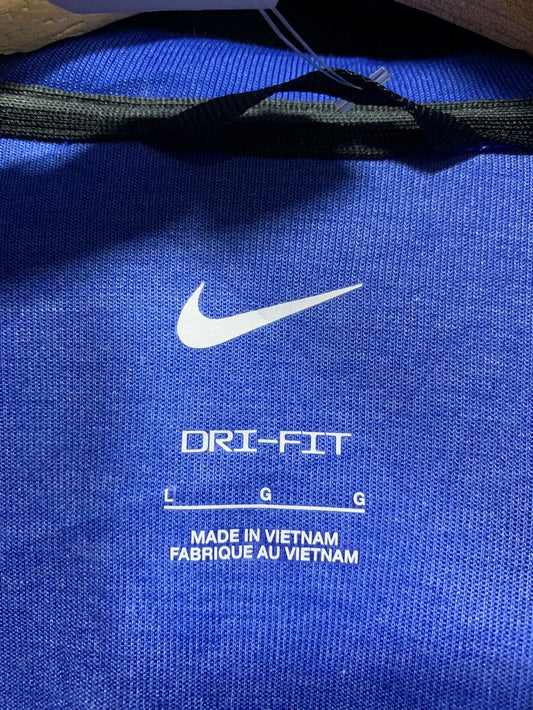 DRI-FIT
L G G
MADE IN VIETNAM
FABRIQUE AU VIETNAM